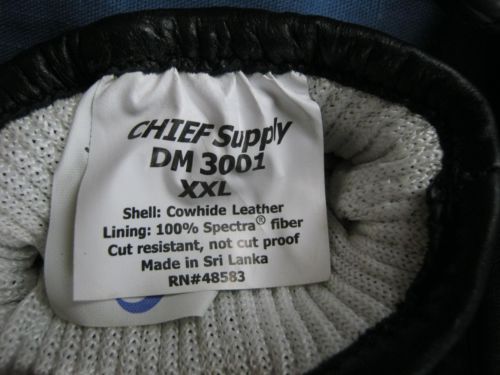 CHIEF Supply
DM 3001
XXL
Shell: Cowhide Leather
Lining: 100% Spectra® fiber
Cut resistant, not cut proof
Made in Sri Lanka
RN#48583